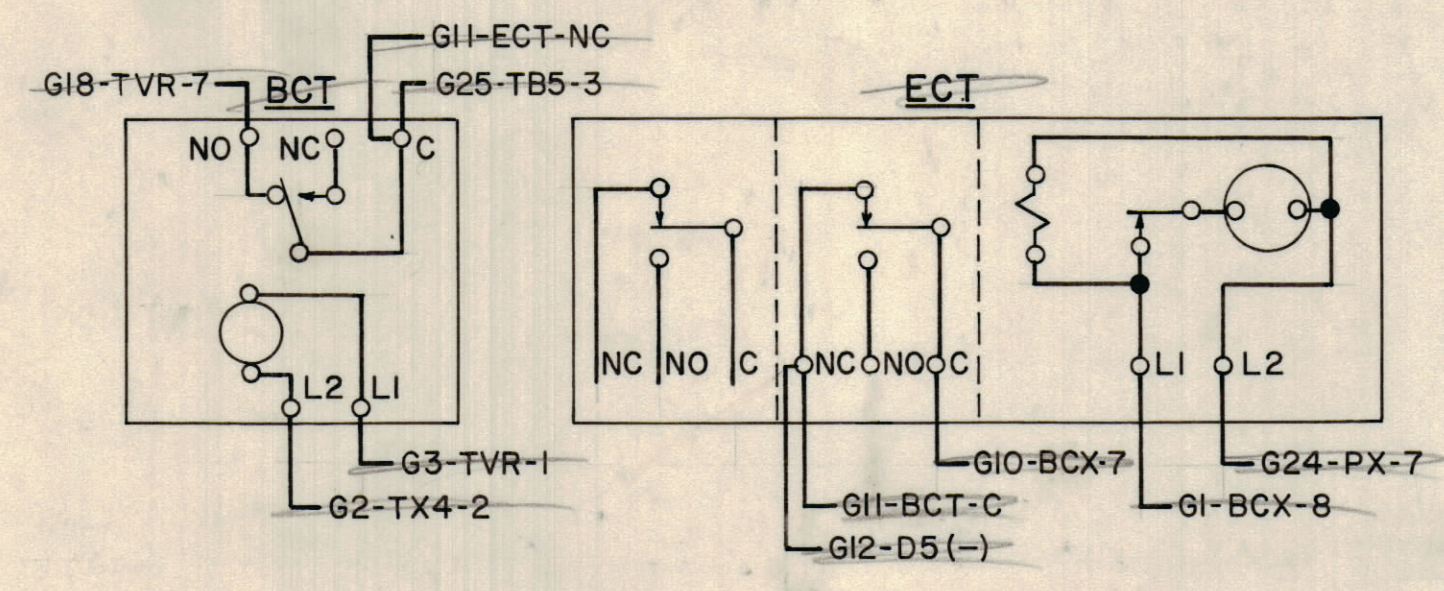 G11-ECT-NC
G18-TVR-7 BCT G25-TB5-3 ECT
NO NC C
NC NO C NC NO C L1 L2
L2 L1
G3-TVR-1 G10-BCX-7 G24-PX-7
G2-TX4-2 G11-BCT-C G1-BCX-8
G12-D5(-)